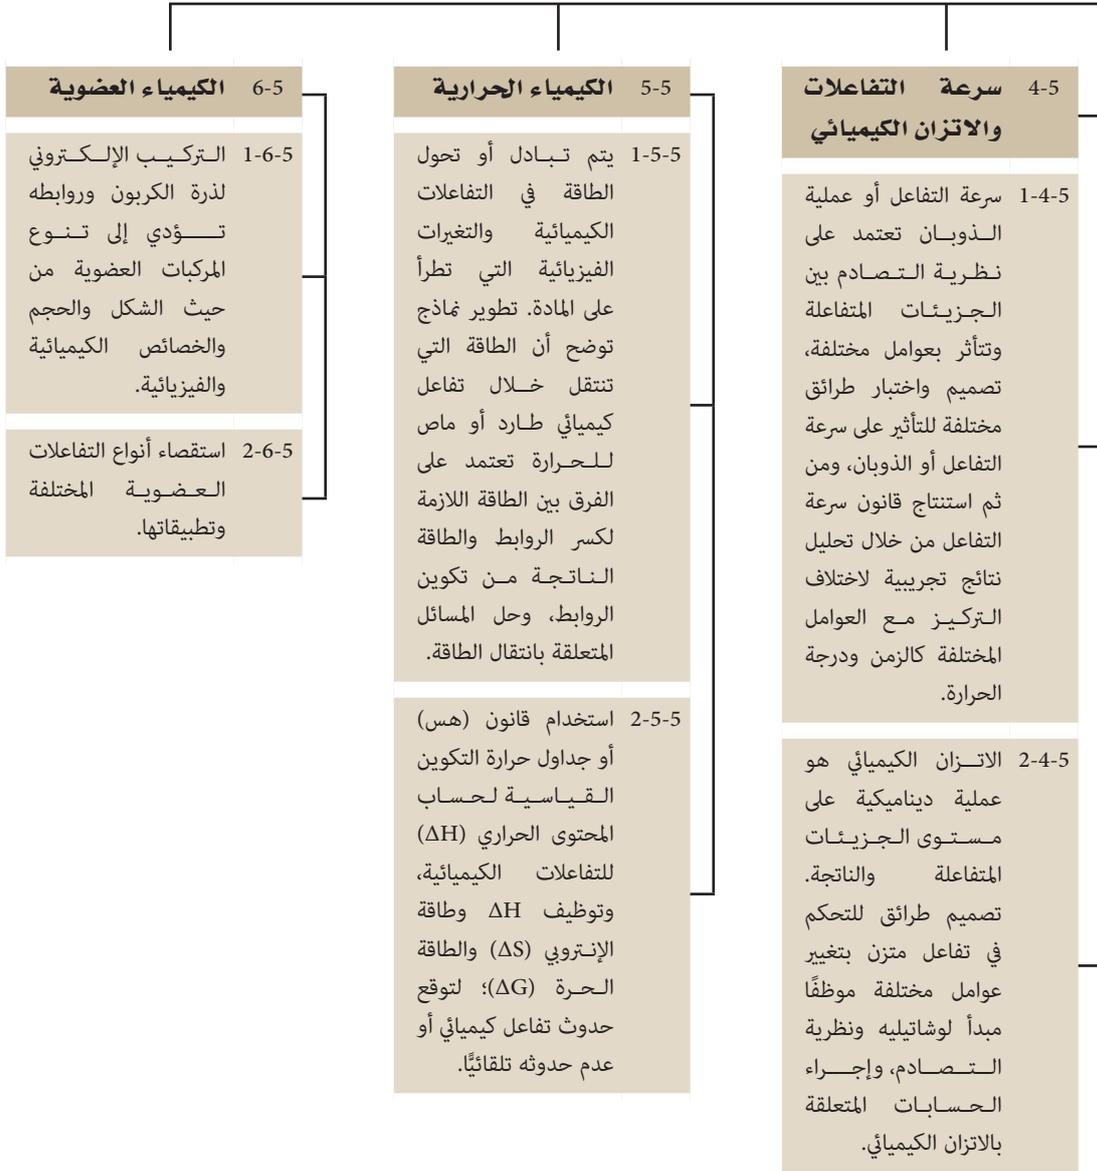 4-5 سرعة التفاعلات
والاتزان الكيميائي
1-4-5 سرعة التفاعل أو عملية
الذوبان تعتمد على
نظرية التصادم بين
الجزيئات المتفاعلة
وتتأثر بعوامل مختلفة،
تصميم واختبار طرائق
مختلفة للتأثير على سرعة
التفاعل أو الذوبان، ومن
ثم استنتاج قانون سرعة
التفاعل من خلال تحليل
نتائج تجريبية لاختلاف
التركيز مع العوامل
المختلفة كالزمن ودرجة
الحرارة.
2-4-5 الاتزان الكيميائي هو
عملية ديناميكية على
مستوى الجزيئات
المتفاعلة والناتجة.
تصميم طرائق للتحكم
في تفاعل متزن بتغيير
عوامل مختلفة موظفًا
مبدأ لوشاتيليه ونظرية
التصادم، وإجراء
الحسابات المتعلقة
بالاتزان الكيميائي.
5-5 الكيمياء الحرارية
1-5-5 يتم تبادل أو تحول
الطاقة في التفاعلات
الكيميائية والتغيرات
الفيزيائية التي تطرأ
على المادة. تطوير نماذج
توضح أن الطاقة التي
تنتقل خلال تفاعل
كيميائي طارد أو ماص
للحرارة تعتمد على
الفرق بين الطاقة اللازمة
لكسر الروابط والطاقة
الناتجة من تكوين
الروابط، وحل المسائل
المتعلقة بانتقال الطاقة.
2-5-5 استخدام قانون (هس)
أو جداول حرارة التكوين
القياسية لحساب
المحتوى الحراري (ΔH)
للتفاعلات الكيميائية،
وتوظيف ΔH وطاقة
الإنتروبي (ΔS) والطاقة
الحرة (ΔG)؛ لتوقع
حدوث تفاعل كيميائي أو
عدم حدوثه تلقائيًّا.
6-5 الكيمياء العضوية
1-6-5 التركيب الإلكتروني
لذرة الكربون وروابطه
تؤدي إلى تنوع
المركبات العضوية من
حيث الشكل والحجم
والخصائص الكيميائية
والفيزيائية.
2-6-5 استقصاء أنواع التفاعلات
العضوية المختلفة
وتطبيقاتها.